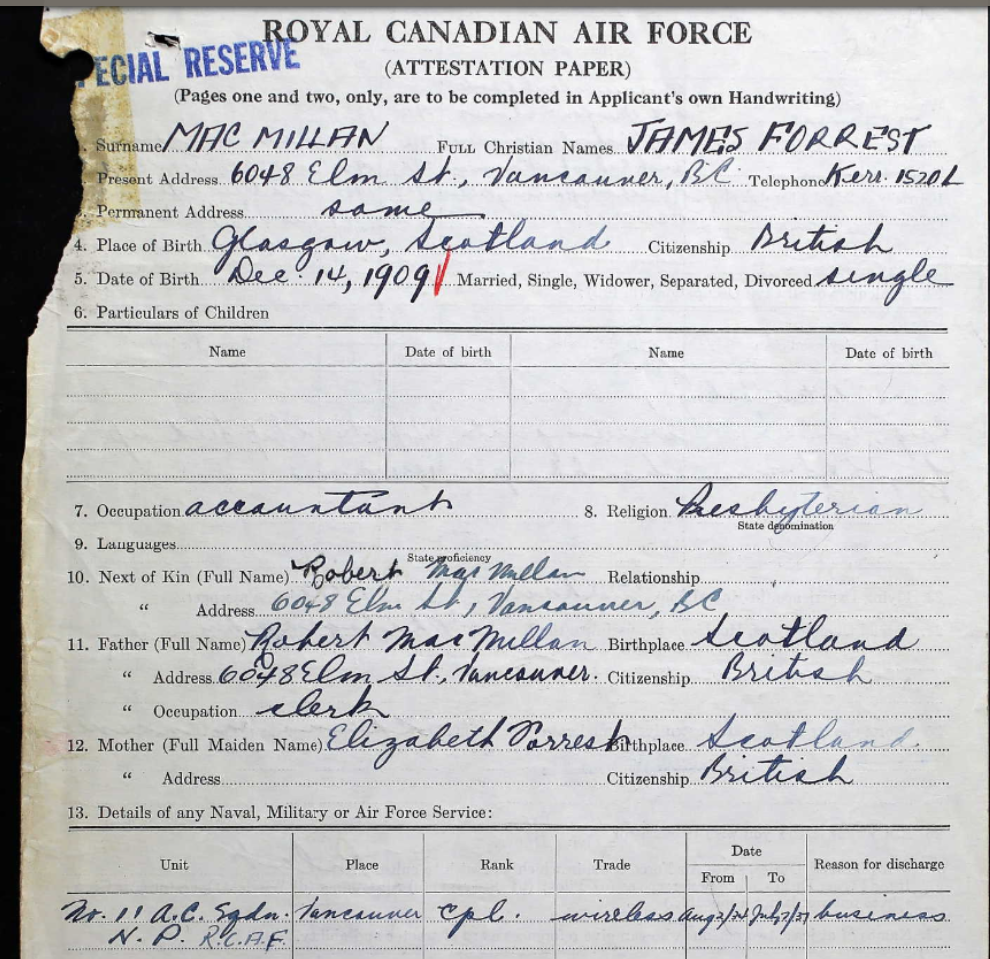 ROYAL CANADIAN AIR FORCE
PECIAL RESERVE
(ATTESTATION PAPER)
(Pages one and two, only, are to be completed in Applicant's own Handwriting)
. Surname MAC MILLAN FULL Christian Names JAMES FORREST
Present Address 6048 Elm St., Vancouver, BC Telephone Kerr. 1520L
. Permanent Address same
4. Place of Birth Glasgow, Scotland Citizenship British
5. Date of Birth Dec. 14, 1909 Married, Single, Widower, Separated, Divorced single
6. Particulars of Children
Name Date of birth Name Date of birth
7. Occupation accountant 8. Religion Presbyterian
State denomination
9. Languages
State proficiency
10. Next of Kin (Full Name) Robert MacMillan Relationship
" Address 6048 Elm St., Vancouver, BC
11. Father (Full Name) Robert MacMillan Birthplace Scotland
" Address 6048 Elm St., Vancouver. Citizenship British
" Occupation clerk
12. Mother (Full Maiden Name) Elizabeth Forrest Birthplace Scotland
" Address Citizenship British
13. Details of any Naval, Military or Air Force Service:
Unit Place Rank Trade Date Reason for discharge
From To
No. 11 A.C. Sqdn. Vancouver cpl. wireless business
N. P. R.C.A.F.